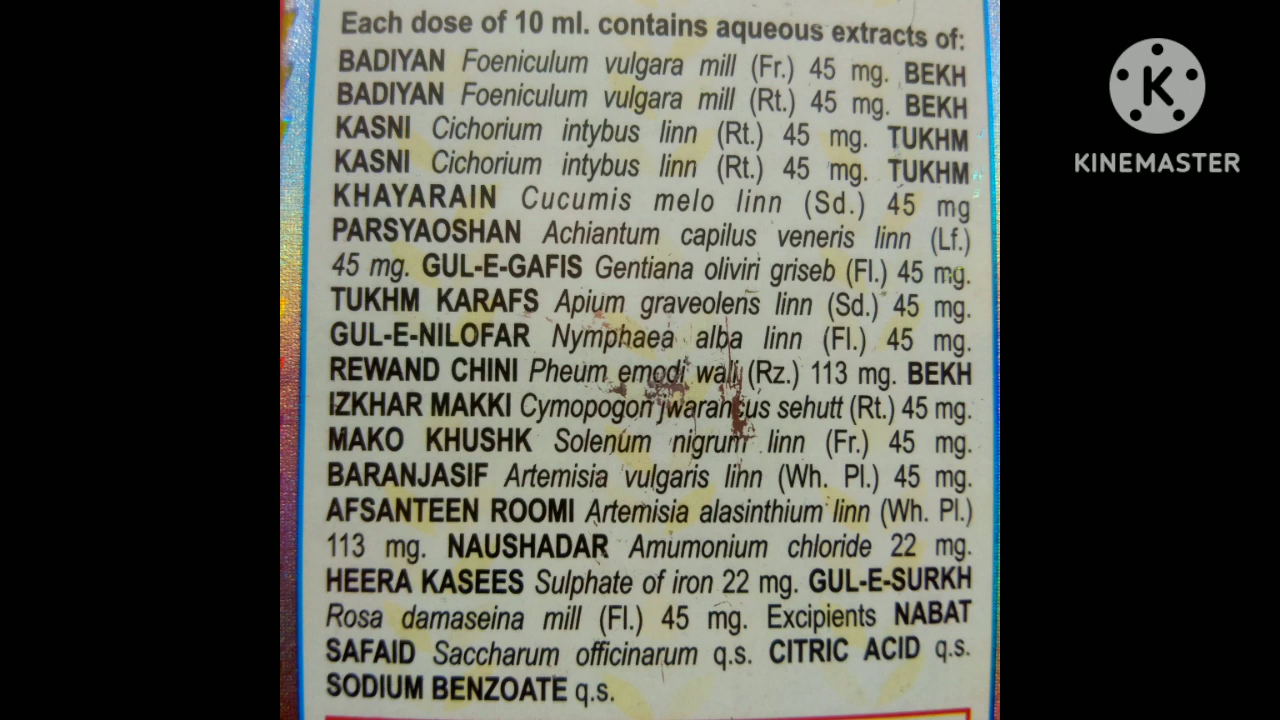 Each dose of 10 ml. contains aqueous extracts of:
BADIYAN Foeniculum vulgara mill (Fr.) 45 mg. BEKH
BADIYAN Foeniculum vulgara mill (Rt.) 45 mg. BEKH
KASNI Cichorium intybus linn (Rt.) 45 mg. TUKHM
KASNI Cichorium intybus linn (Rt.) 45 mg. TUKHM
KHAYARAIN Cucumis melo linn (Sd.) 45 mg
PARSYAOSHAN Achiantum capilus veneris linn (Lf.)
45 mg. GUL-E-GAFIS Gentiana oliviri griseb (Fl.) 45 mg.
TUKHM KARAFS Apium graveolens linn (Sd.) 45 mg.
GUL-E-NILOFAR Nymphaea alba linn (Fl.) 45 mg.
REWAND CHINI Pheum emodi wali (Rz.) 113 mg. BEKH
IZKHAR MAKKI Cymopogon jwarancus sehutt (Rt.) 45 mg.
MAKO KHUSHK Solenum nigrum linn (Fr.) 45 mg.
BARANJASIF Artemisia vulgaris linn (Wh. Pl.) 45 mg.
AFSANTEEN ROOMI Artemisia alasinthium linn (Wh. Pl.)
113 mg. NAUSHADAR Amumonium chloride 22 mg.
HEERA KASEES Sulphate of iron 22 mg. GUL-E-SURKH
Rosa damaseina mill (Fl.) 45 mg. Excipients NABAT
SAFAID Saccharum officinarum q.s. CITRIC ACID q.s.
SODIUM BENZOATE q.s.
KINEMASTER